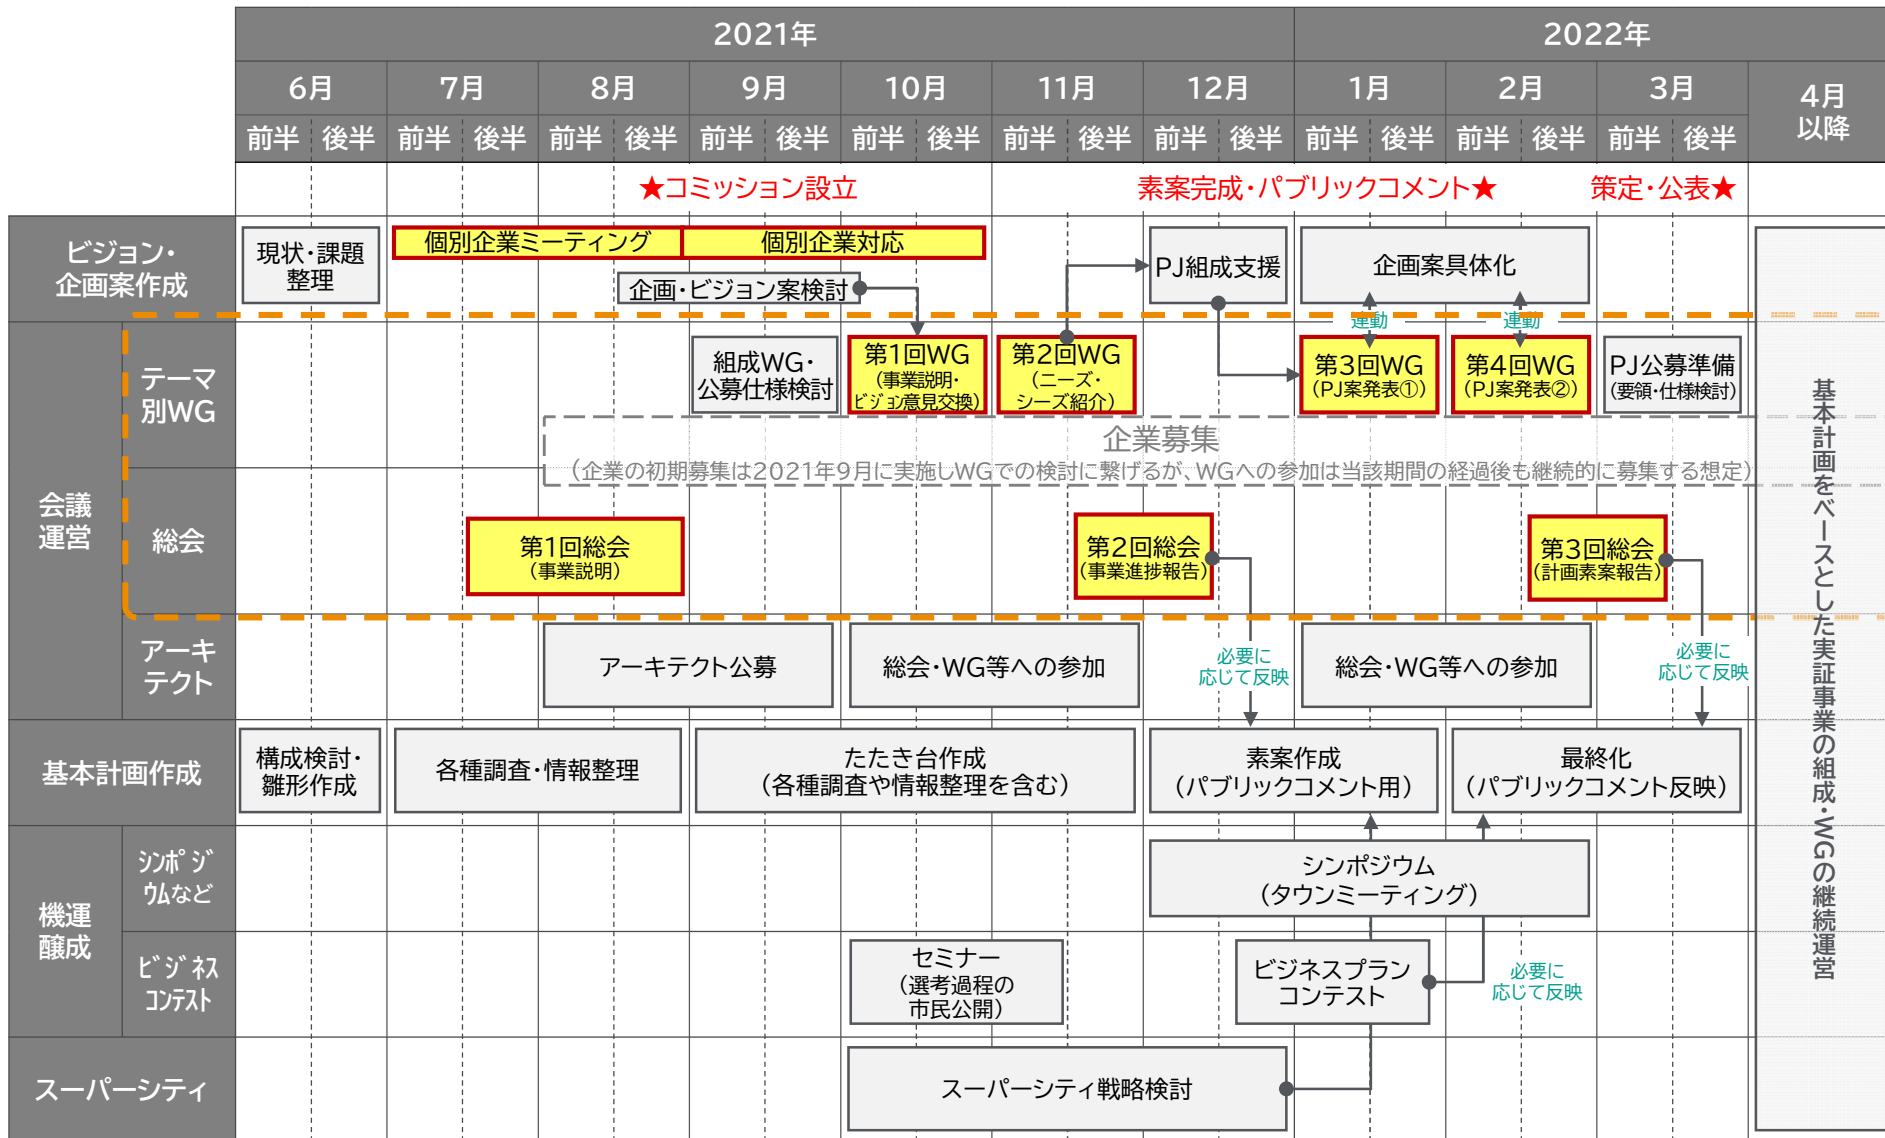 2021年
2022年
6月
7月
8月
9月
10月
11月
12月
1月
2月
3月
4月
以降
前半
後半
前半
後半
前半
後半
前半
後半
前半
後半
前半
後半
前半
後半
前半
後半
前半
後半
前半
後半
★コミッション設立
素案完成・パブリックコメント★
策定・公表★
ビジョン・
企画案作成
現状・課題
整理
個別企業ミーティング
個別企業対応
企画・ビジョン案検討
PJ組成支援
企画案具体化
連動
連動
会議
運営
テーマ
別WG
組成WG・
公募仕様検討
第1回WG
(事業説明・
ビジョン意見交換)
第2回WG
(ニーズ・
シーズ紹介)
第3回WG
(PJ案発表①)
第4回WG
(PJ案発表②)
PJ公募準備
(要領・仕様検討)
企業募集
(企業の初期募集は2021年9月に実施しWGでの検討に繋げるが、WGへの参加は当該期間の経過後も継続的に募集する想定)
総会
第1回総会
(事業説明)
第2回総会
(事業進捗報告)
第3回総会
(計画素案報告)
アーキ
テクト
アーキテクト公募
総会・WG等への参加
必要に
応じて反映
総会・WG等への参加
必要に
応じて反映
基本計画作成
構成検討・
雛形作成
各種調査・情報整理
たたき台作成
(各種調査や情報整理を含む)
素案作成
(パブリックコメント用)
最終化
(パブリックコメント反映)
機運
醸成
シンポジ
ウムなど
シンポジウム
(タウンミーティング)
ビジネス
コンテスト
セミナー
(選考過程の
市民公開)
ビジネスプラン
コンテスト
必要に
応じて反映
スーパーシティ
スーパーシティ戦略検討
基本計画をベースとした実証事業の組成・WGの継続運営